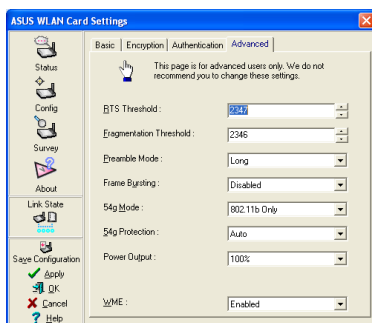 ASUS WLAN Card Settings
Status
Config
Survey
About
Link State
Save Configuration
Apply
OK
Cancel
Help
Basic Encryption Authentication Advanced
This page is for advanced users only. We do not
recommend you to change these settings.
RTS Threshold : 2347
Fragmentation Threshold : 2346
Preamble Mode : Long
Frame Bursting : Disabled
54g Mode : 802.11b Only
54g Protection : Auto
Power Output : 100%
WME : Enabled